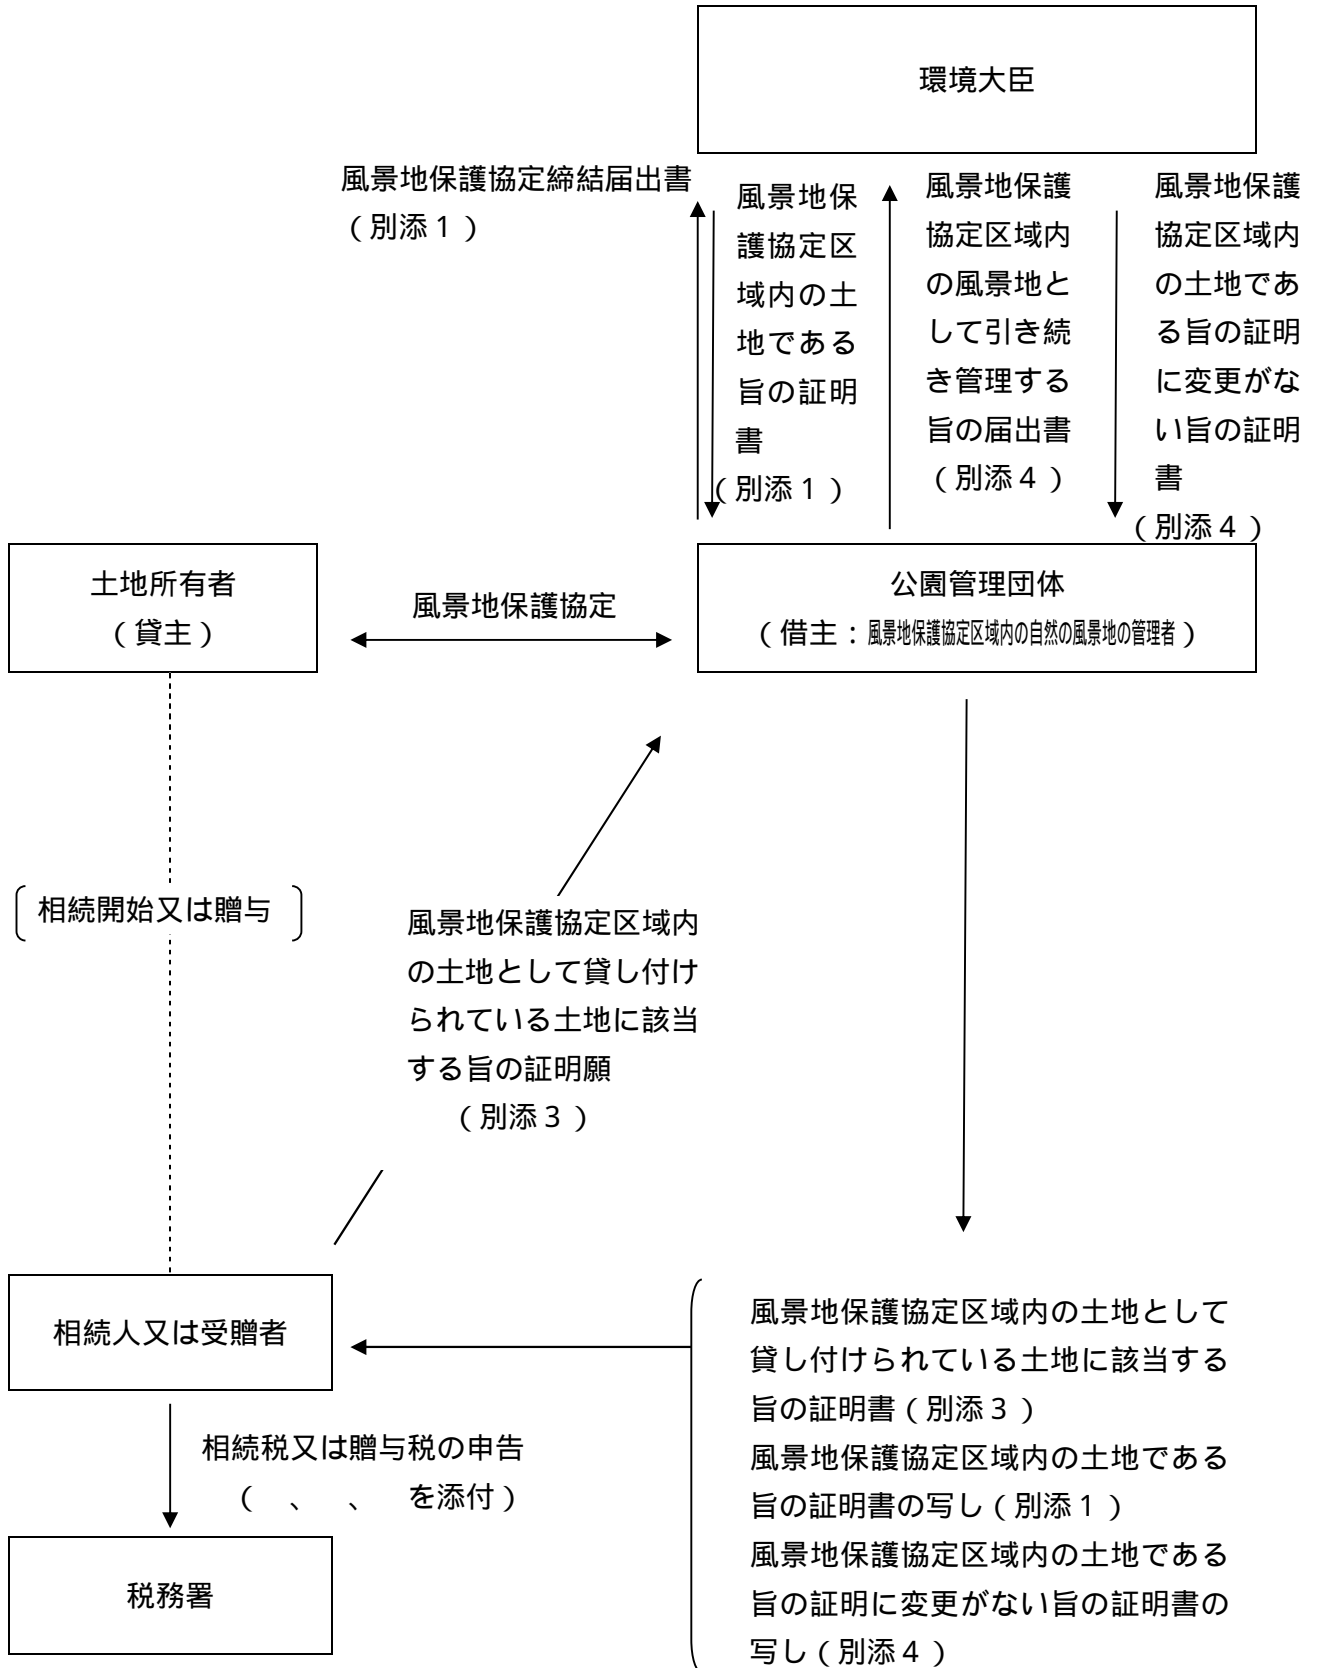 環境大臣
風景地保護協定締結届出書
（別添１）
風景地保
護協定区
域内の土
地である
旨の証明
書
（別添１）
風景地保護
協定区域内
の風景地と
して引き続
き管理する
旨の届出書
（別添４）
風景地保護
協定区域内
の土地であ
る旨の証明
に変更がな
い旨の証明
書
（別添４）
土地所有者
（貸主）
風景地保護協定
公園管理団体
（借主：風景地保護協定区域内の自然の風景地の管理者）
相続開始又は贈与
風景地保護協定区域内
の土地として貸し付け
られている土地に該当
する旨の証明願
（別添３）
相続人又は受贈者
風景地保護協定区域内の土地として
貸し付けられている土地に該当する
旨の証明書（別添３）
風景地保護協定区域内の土地である
旨の証明書の写し（別添１）
風景地保護協定区域内の土地である
旨の証明に変更がない旨の証明書の
写し（別添４）
相続税又は贈与税の申告
（　、　、　を添付）
税務署